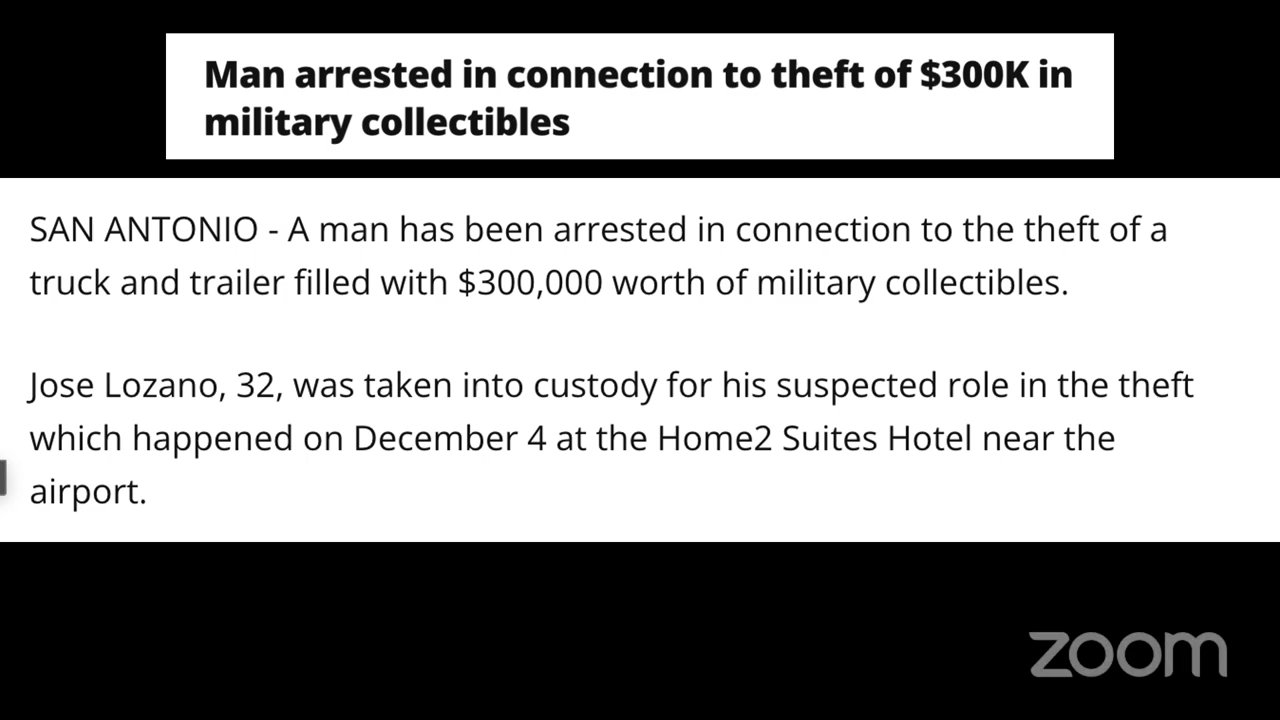 Man arrested in connection to theft of $300K in
military collectibles
SAN ANTONIO - A man has been arrested in connection to the theft of a
truck and trailer filled with $300,000 worth of military collectibles.
Jose Lozano, 32, was taken into custody for his suspected role in the theft
which happened on December 4 at the Home2 Suites Hotel near the
airport.
zoom